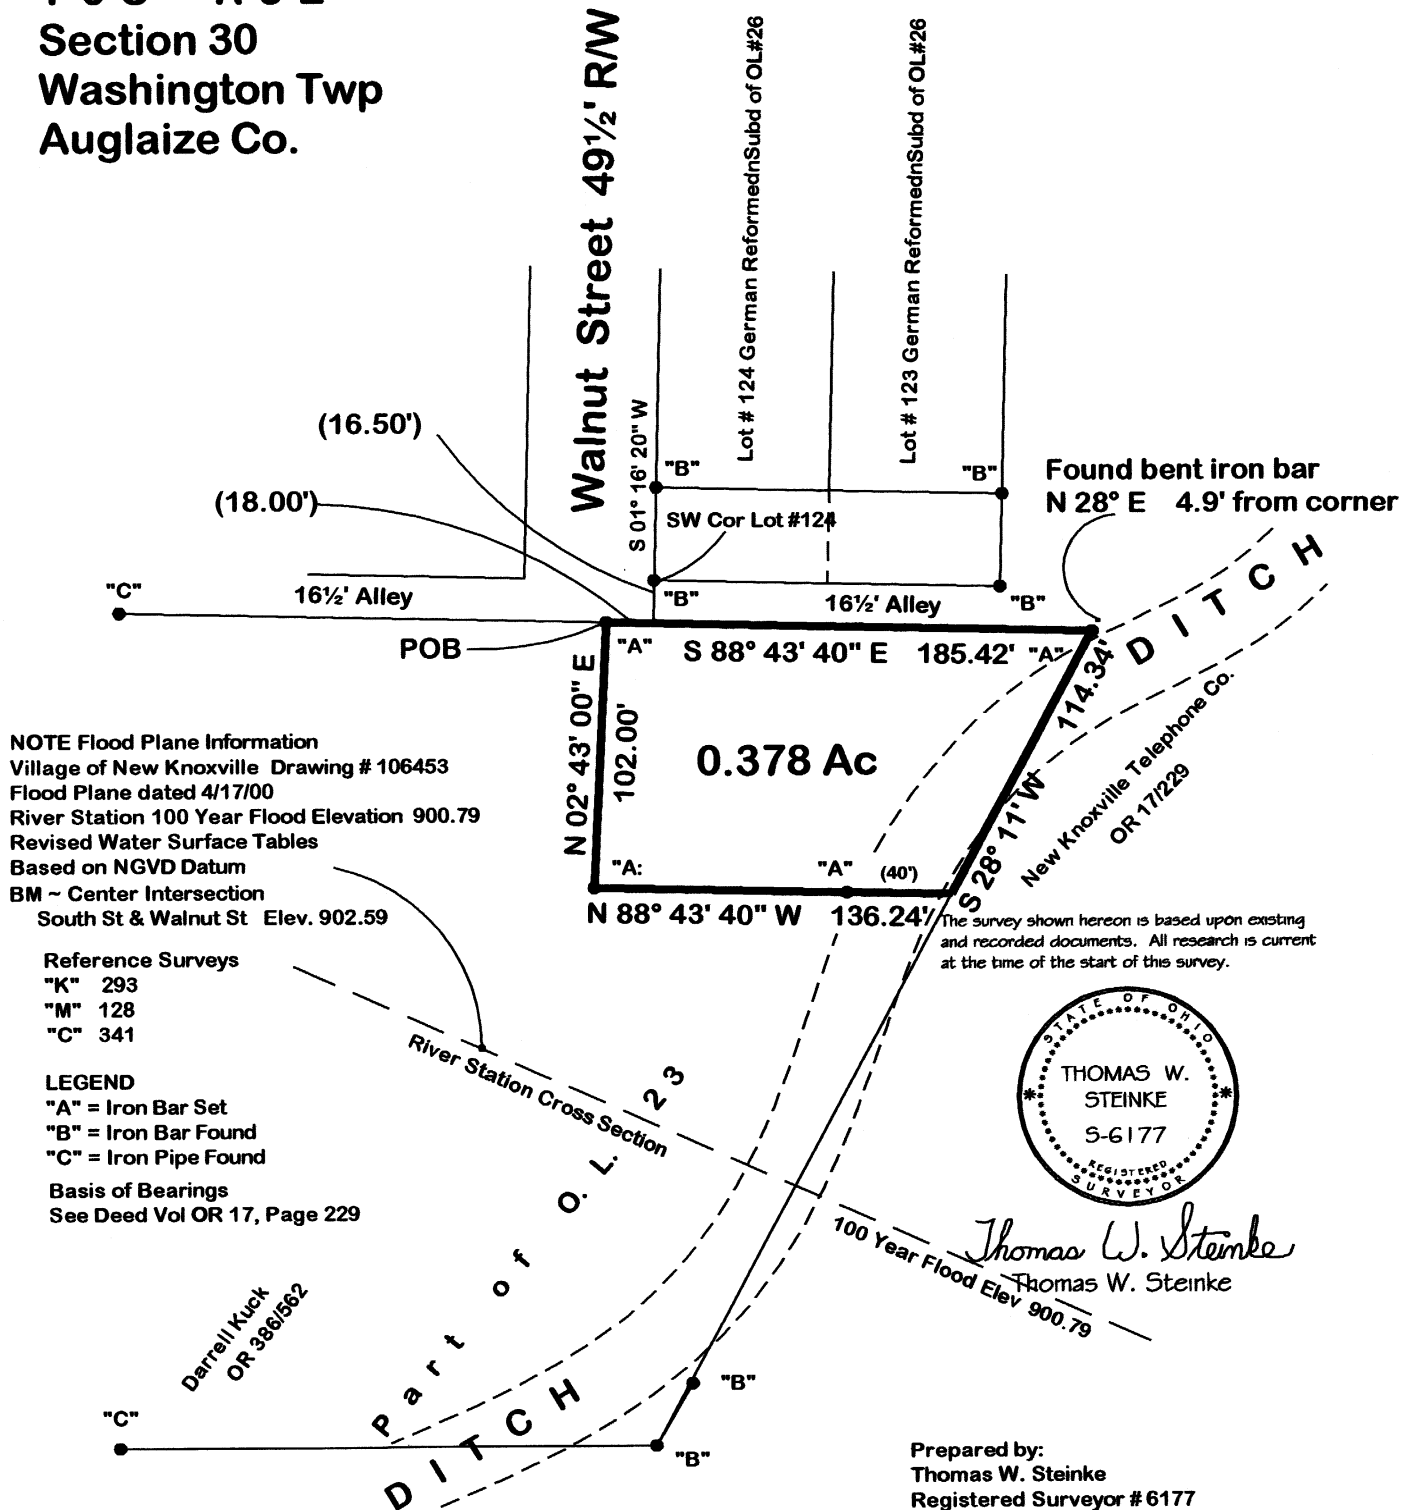 Section 30
Washington Twp
Auglaize Co.
Walnut Street 49½' R/W
Lot # 124 German ReformednSubd of OL#26
Lot # 123 German ReformednSubd of OL#26
(16.50')
(18.00')
S 01° 16' 20" W
"B"
"B"
SW Cor Lot #124
Found bent iron bar
N 28° E 4.9' from corner
DITCH
"C"
16½' Alley
"B"
16½' Alley
"B"
POB
"A"
S 88° 43' 40" E 185.42' "A"
N 02° 43' 00" E
102.00'
0.378 Ac
114.34'
S 28° 11' W
New Knoxville Telephone Co.
OR 17/229
"A:
"A"
(40')
N 88° 43' 40" W 136.24'
NOTE Flood Plane Information
Village of New Knoxville Drawing # 106453
Flood Plane dated 4/17/00
River Station 100 Year Flood Elevation 900.79
Revised Water Surface Tables
Based on NGVD Datum
BM ~ Center Intersection
South St & Walnut St Elev. 902.59
The survey shown hereon is based upon existing
and recorded documents. All research is current
at the time of the start of this survey.
Reference Surveys
"K" 293
"M" 128
"C" 341
LEGEND
"A" = Iron Bar Set
"B" = Iron Bar Found
"C" = Iron Pipe Found
Basis of Bearings
See Deed Vol OR 17, Page 229
River Station Cross Section
100 Year Flood Elev 900.79
Part of O. L. 23
STATE OF OHIO
THOMAS W.
STEINKE
S-6177
REGISTERED
SURVEYOR
Thomas W. Steinke
Thomas W. Steinke
Darrell Kuck
OR 386/562
"C"
DITCH
"B"
"B"
Prepared by:
Thomas W. Steinke
Registered Surveyor # 6177